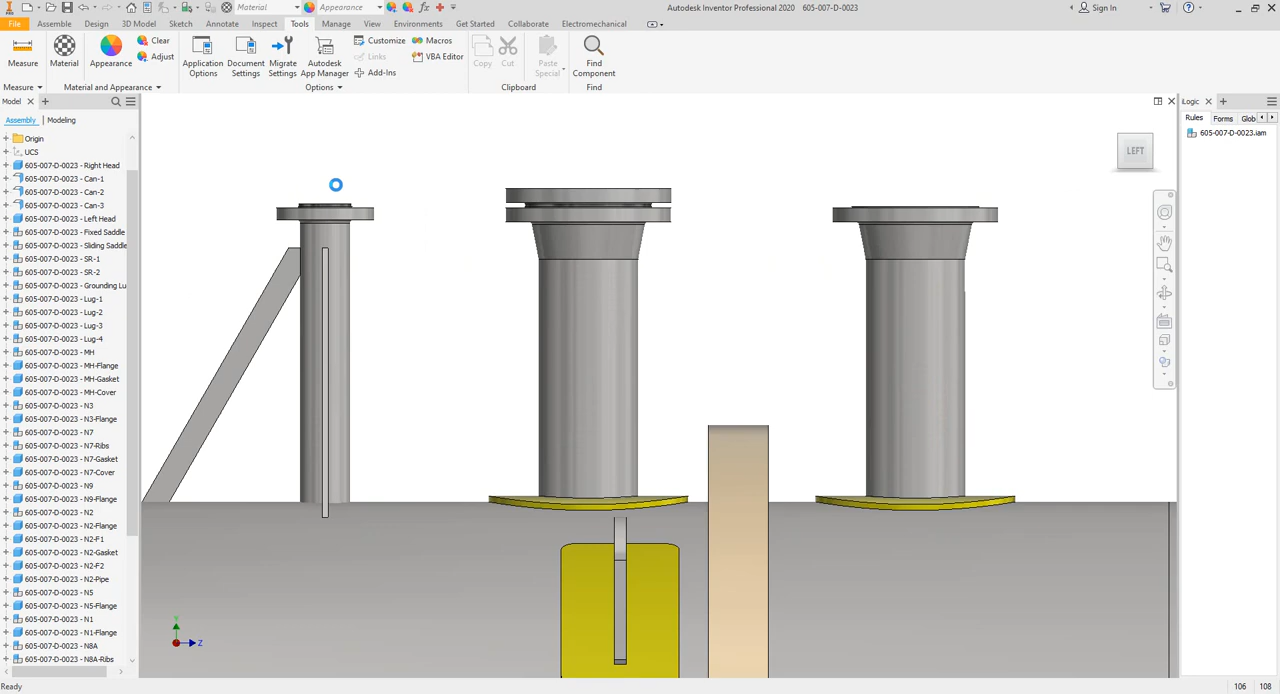 Material
Appearance
Autodesk Inventor Professional 2020 605-007-D-0023
Sign In
File Assembly Design 3D Model Sketch Annotate Inspect Tools Manage View Environments Get Started Collaborate Electromechanical
Measure
Material
Appearance
Clear
Adjust
Application Options
Document Settings
Migrate Settings
Autodesk App Manager
Customize
Links
Add-Ins
Macros
VBA Editor
Copy
Cut
Paste Special
Find Component
Measure
Material and Appearance
Options
Clipboard
Find
Model
Assembly Modeling
Origin
UCS
605-007-D-0023 - Right Head
605-007-D-0023 - Can-1
605-007-D-0023 - Can-2
605-007-D-0023 - Can-3
605-007-D-0023 - Left Head
605-007-D-0023 - Fixed Saddle
605-007-D-0023 - Sliding Saddle
605-007-D-0023 - SR-1
605-007-D-0023 - SR-2
605-007-D-0023 - Grounding Lu
605-007-D-0023 - Lug-1
605-007-D-0023 - Lug-2
605-007-D-0023 - Lug-3
605-007-D-0023 - Lug-4
605-007-D-0023 - MH
605-007-D-0023 - MH-Flange
605-007-D-0023 - MH-Gasket
605-007-D-0023 - MH-Cover
605-007-D-0023 - N3
605-007-D-0023 - N3-Flange
605-007-D-0023 - N7
605-007-D-0023 - N7-Ribs
605-007-D-0023 - N7-Gasket
605-007-D-0023 - N7-Cover
605-007-D-0023 - N9
605-007-D-0023 - N9-Flange
605-007-D-0023 - N2
605-007-D-0023 - N2-Flange
605-007-D-0023 - N2-F1
605-007-D-0023 - N2-Gasket
605-007-D-0023 - N2-F2
605-007-D-0023 - N2-Pipe
605-007-D-0023 - N5
605-007-D-0023 - N5-Flange
605-007-D-0023 - N1
605-007-D-0023 - N1-Flange
605-007-D-0023 - N8A
605-007-D-0023 - N8A-Ribs
LEFT
Y
Z
iLogic
Rules Forms Glob
605-007-D-0023.iam
Ready
106 108